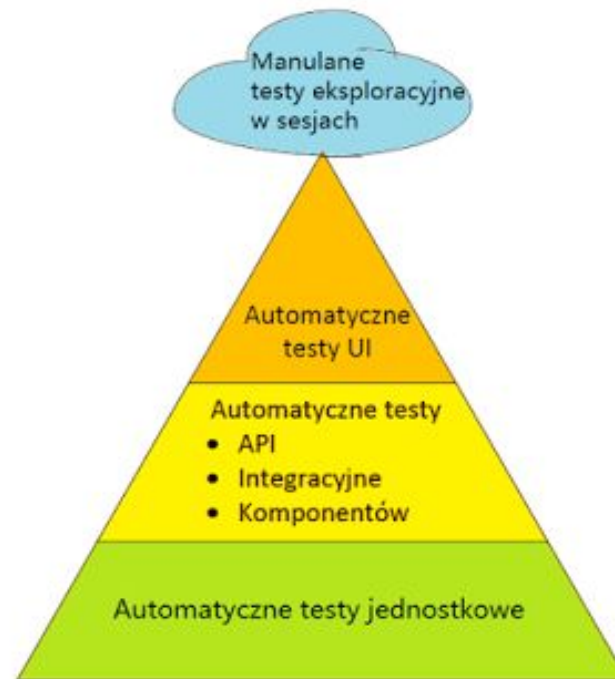 Manulane
testy eksploracyjne
w sesjach
Automatyczne
testy UI
Automatyczne testy
• API
• Integracyjne
• Komponentów
Automatyczne testy jednostkowe